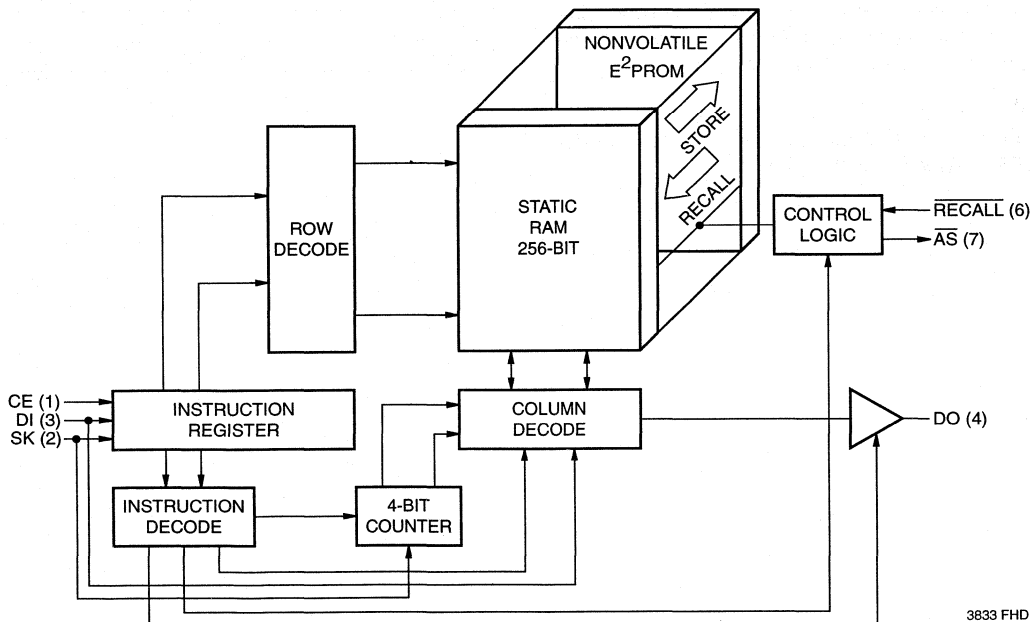 NONVOLATILE
E²PROM
STORE
RECALL
STATIC
RAM
256-BIT
ROW
DECODE
CONTROL
LOGIC
RECALL (6)
AS (7)
CE (1)
DI (3)
SK (2)
INSTRUCTION
REGISTER
COLUMN
DECODE
DO (4)
INSTRUCTION
DECODE
4-BIT
COUNTER
3833 FHD